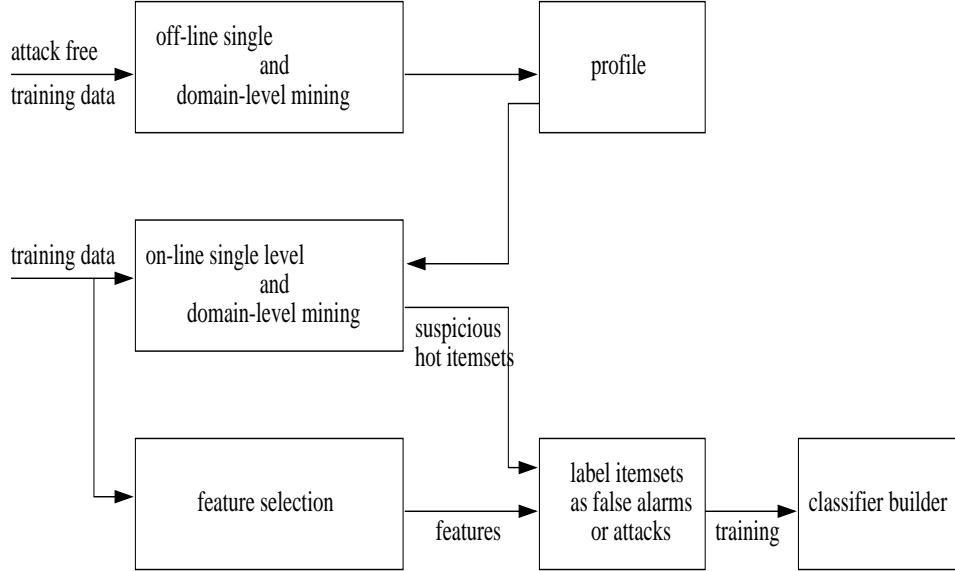 attack free
training data
off-line single
and
domain-level mining
profile
training data
on-line single level
and
domain-level mining
suspicious
hot itemsets
feature selection
features
label itemsets
as false alarms
or attacks
training
classifier builder